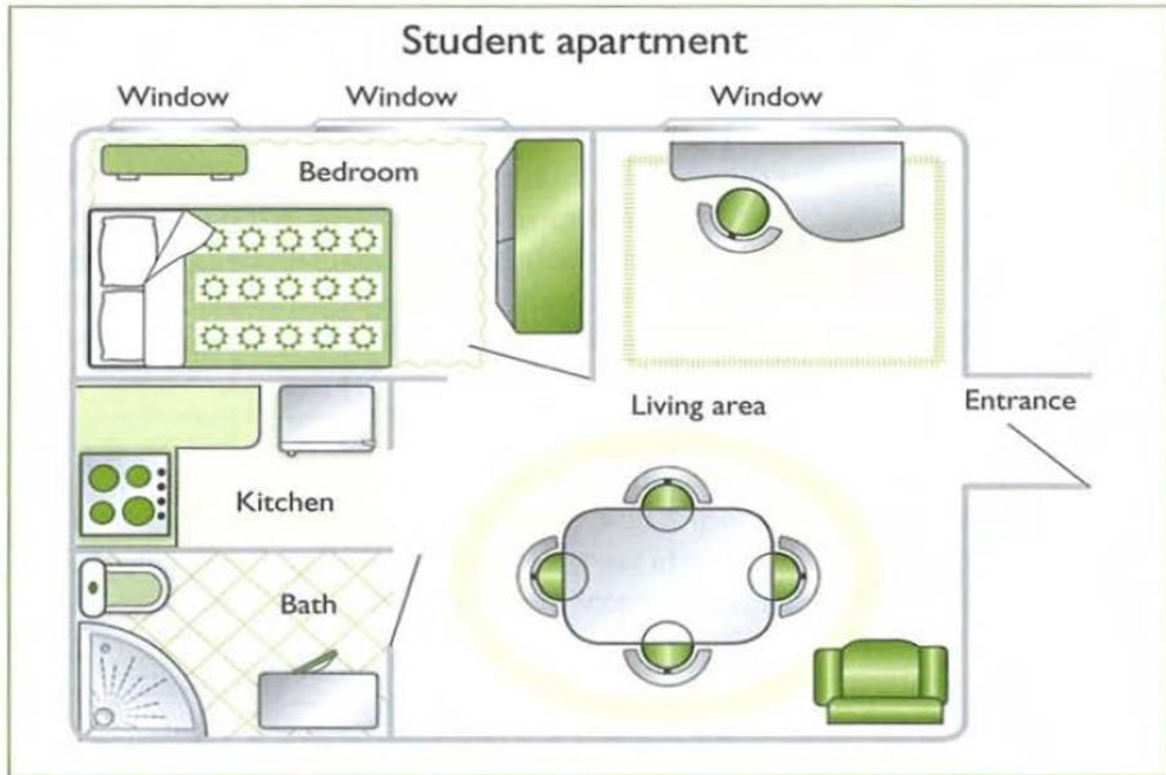 Student apartment
Window Window Window
Bedroom
Living area
Entrance
Kitchen
Bath